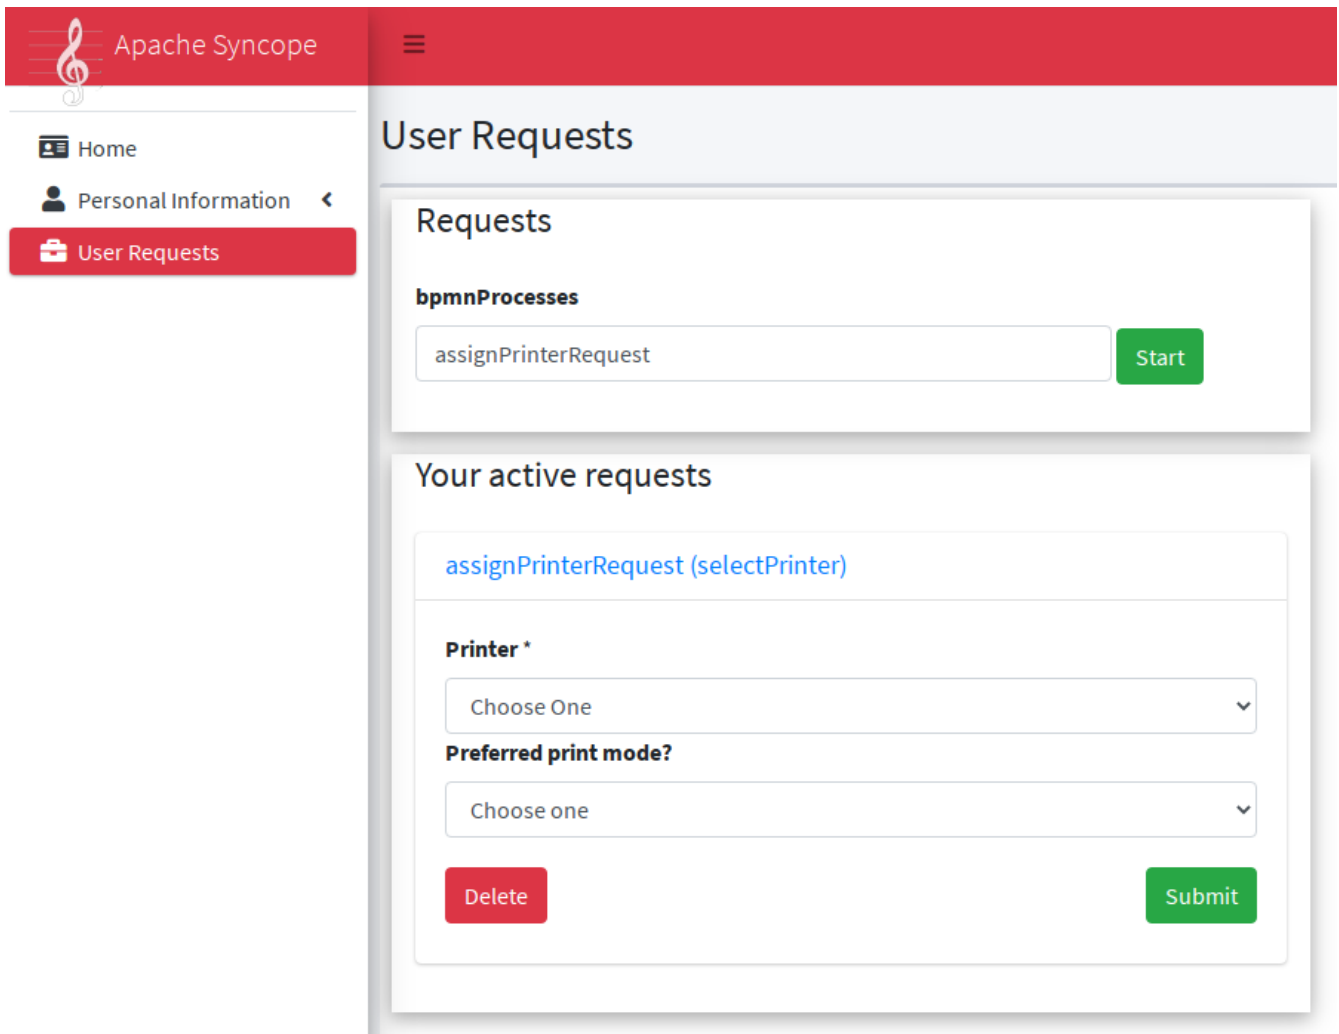 Apache Syncope
Home
Personal Information
User Requests
User Requests
Requests
bpmnProcesses
assignPrinterRequest
Start
Your active requests
assignPrinterRequest (selectPrinter)
Printer *
Choose One
Preferred print mode?
Choose one
Delete
Submit